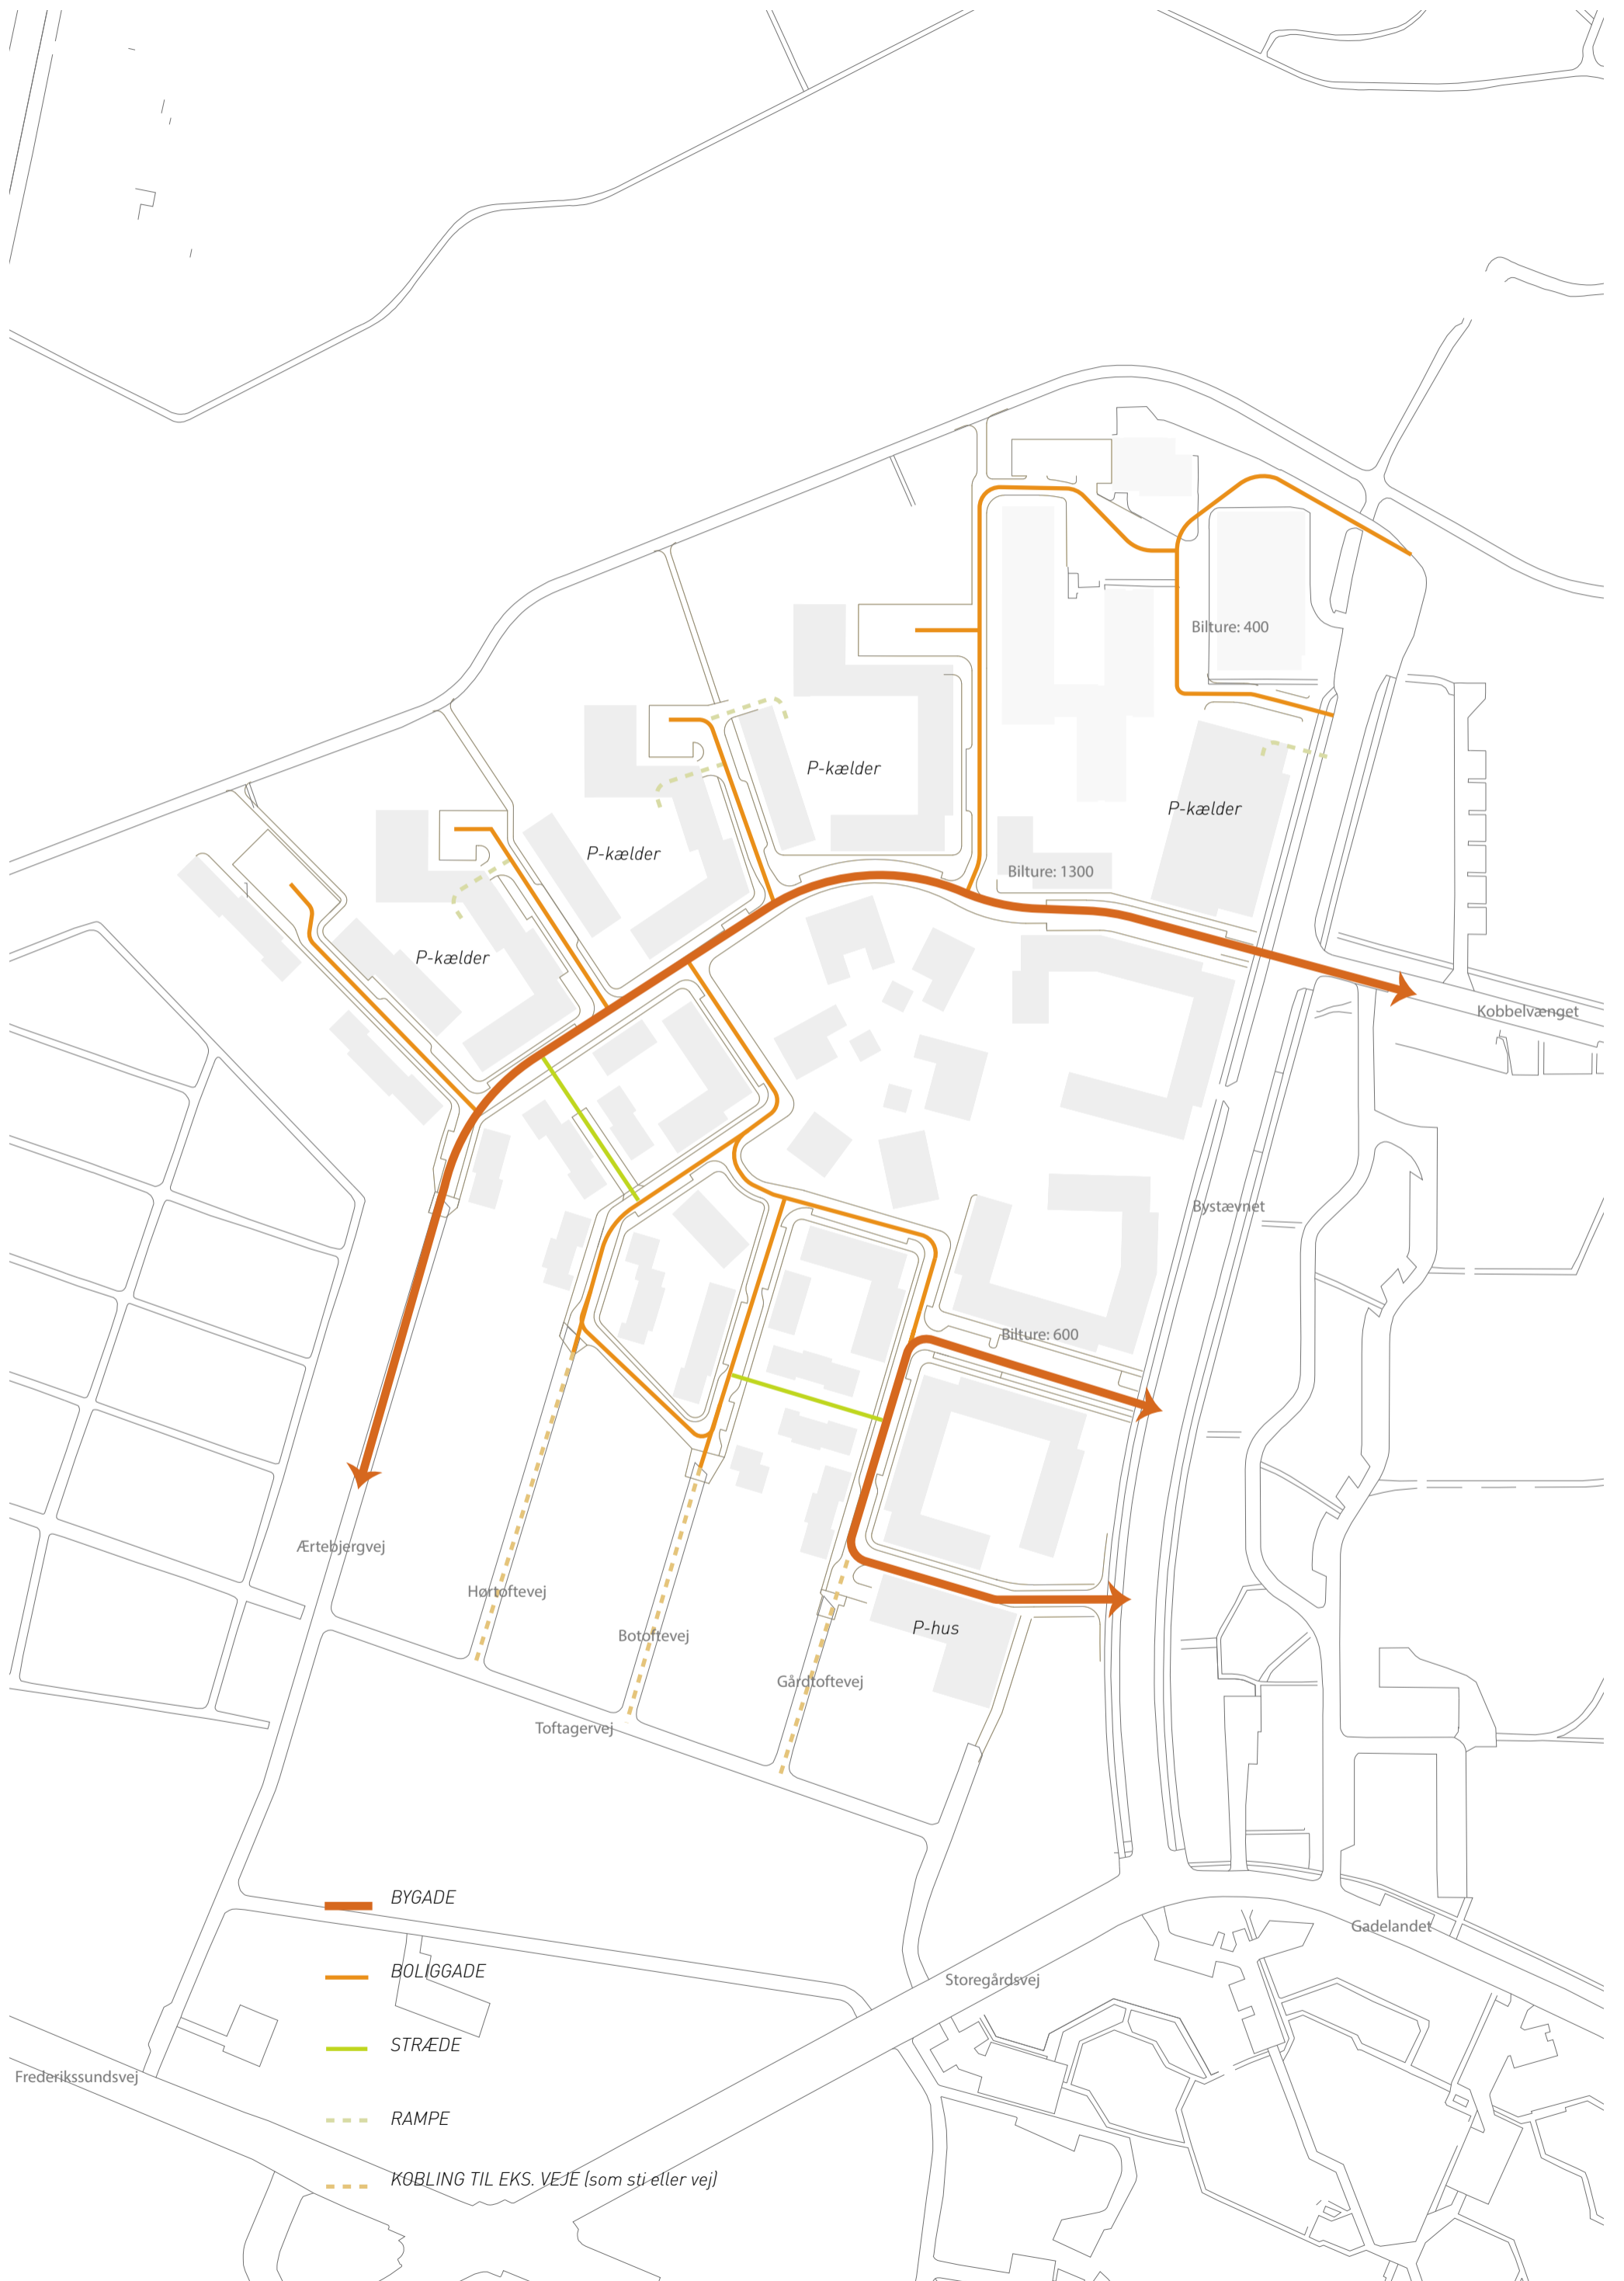 Bilture: 400
P-kælder
P-kælder
P-kælder
Bilture: 1300
P-kælder
Kobbelvænget
Bystævnet
Bilture: 600
Ærtebjergvej
Hørtoftevej
P-hus
Botoftevej
Gårdtoftevej
Toftagervej
BYGADE
Gadelandet
BOLIGGADE
Storegårdsvej
STRÆDE
Frederikssundsvej
RAMPE
KOBLING TIL EKS. VEJE (som sti eller vej)